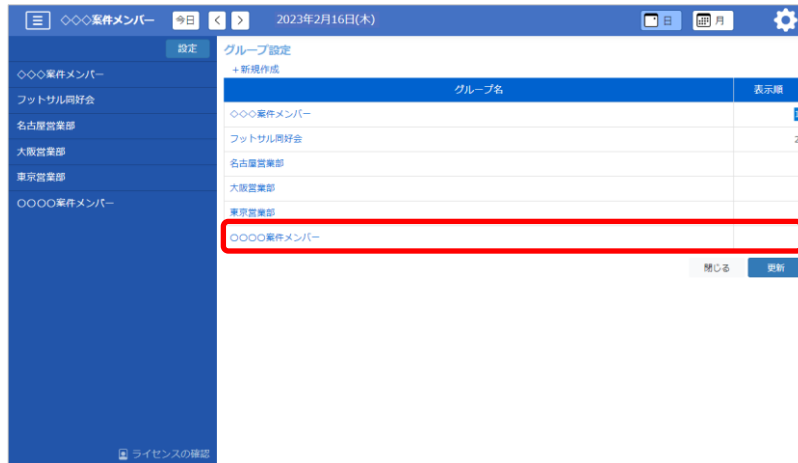 ◇◇◇案件メンバー 今日 < > 2023年2月16日(木) 日 月
設定
◇◇◇案件メンバー
フットサル同好会
名古屋営業部
大阪営業部
東京営業部
○○○○案件メンバー
ライセンスの確認
グループ設定
+新規作成
グループ名 表示順
◇◇◇案件メンバー
フットサル同好会 2
名古屋営業部
大阪営業部
東京営業部
○○○○案件メンバー
閉じる 更新